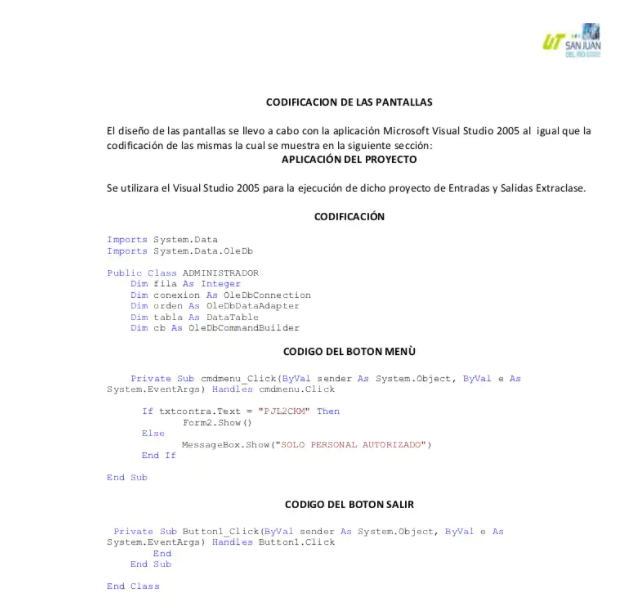 UT
SAN JUAN
DEL RIO
CODIFICACION DE LAS PANTALLAS
El diseño de las pantallas se llevo a cabo con la aplicación Microsoft Visual Studio 2005 al igual que la
codificación de las mismas la cual se muestra en la siguiente sección:
APLICACIÓN DEL PROYECTO
Se utilizara el Visual Studio 2005 para la ejecución de dicho proyecto de Entradas y Salidas Extraclase.
CODIFICACIÓN
Imports System.Data
Imports System.Data.OleDb
Public Class ADMINISTRADOR
Dim fila As Integer
Dim conexion As OleDbConnection
Dim orden As OleDbDataAdapter
Dim tabla As DataTable
Dim cb As OleDbCommandBuilder
CODIGO DEL BOTON MENÙ
Private Sub cmdmenu_Click(ByVal sender As System.Object, ByVal e As
System.EventArgs) Handles cmdmenu.Click
If txtcontra.Text = "PJL2CKM" Then
Form2.Show()
Else
MessageBox.Show("SOLO PERSONAL AUTORIZADO")
End If
End Sub
CODIGO DEL BOTON SALIR
Private Sub Button1_Click(ByVal sender As System.Object, ByVal e As
System.EventArgs) Handles Button1.Click
End
End Sub
End Class